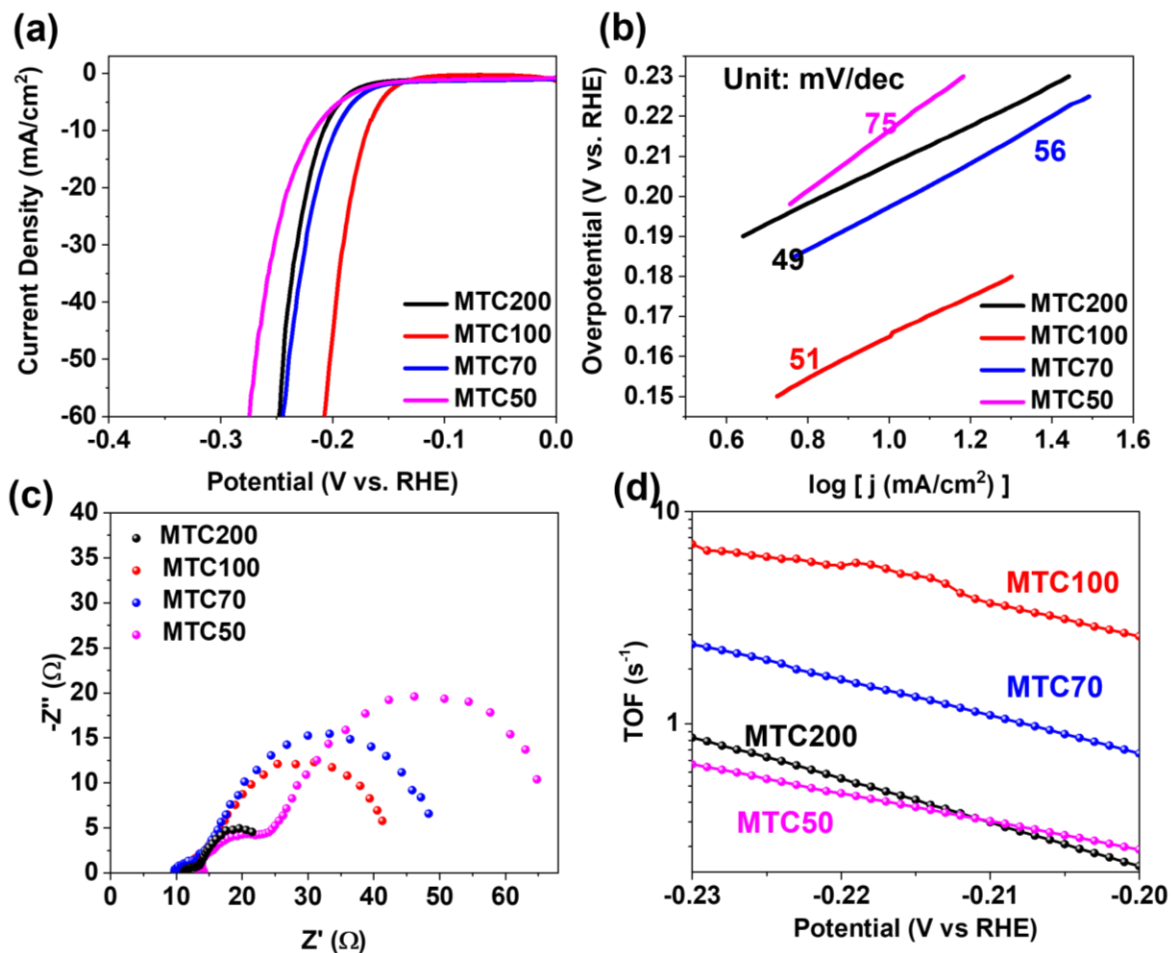 (a)
0
-10
-20
-30
-40
-50
-60
Current Density (mA/cm²)
MTC200
MTC100
MTC70
MTC50
-0.4
-0.3
-0.2
-0.1
0.0
Potential (V vs. RHE)
(b)
Unit: mV/dec
0.23
0.22
0.21
0.20
0.19
0.18
0.17
0.16
0.15
Overpotential (V vs. RHE)
75
56
49
51
MTC200
MTC100
MTC70
MTC50
0.6
0.8
1.0
1.2
1.4
1.6
log [ j (mA/cm²) ]
(c)
40
35
30
25
20
15
10
5
0
-Z" (Ω)
MTC200
MTC100
MTC70
MTC50
0
10
20
30
40
50
60
Z' (Ω)
(d)
10
1
TOF (s⁻¹)
MTC100
MTC70
MTC200
MTC50
-0.23
-0.22
-0.21
-0.20
Potential (V vs RHE)